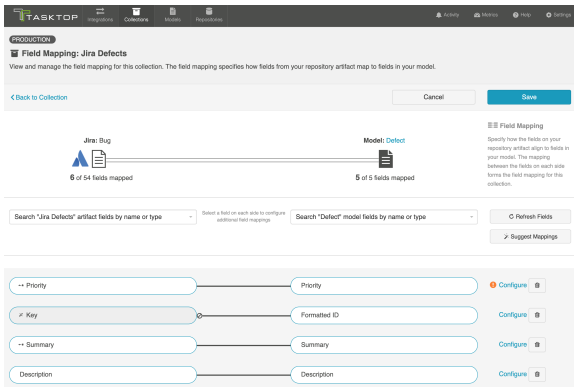 TASKTOP
Integrations
Collections
Models
Repositories
Activity
Metrics
Help
Settings
PRODUCTION
Field Mapping: Jira Defects
View and manage the field mapping for this collection. The field mapping specifies how fields from your repository artifact map to fields in your model.
Back to Collection
Cancel
Save
Jira: Bug
Model: Defect
6 of 54 fields mapped
5 of 5 fields mapped
Field Mapping
Specify how the fields on your
repository artifact align to fields in
your model. The mapping
between the fields on each side
forms the field mapping for this
collection.
Search "Jira Defects" artifact fields by name or type
Select a field on each side to configure
additional field mappings
Search "Defect" model fields by name or type
Refresh Fields
Suggest Mappings
Priority
Priority
Configure
Key
Formatted ID
Configure
Summary
Summary
Configure
Description
Description
Configure